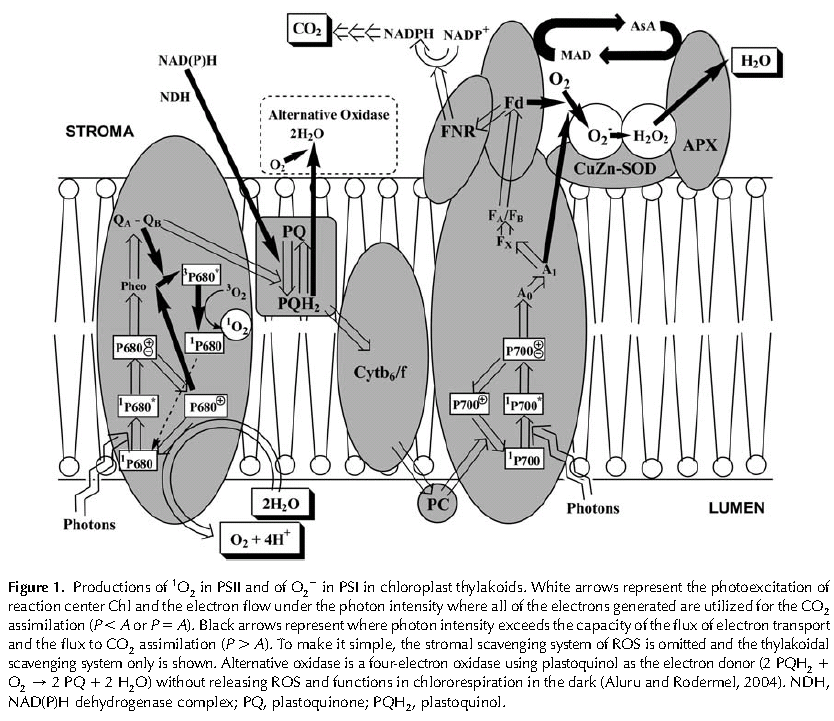 CO₂
NADPH
NADP⁺
AsA
MAD
H₂O
NAD(P)H
NDH
O₂
Alternative Oxidase
2H₂O
O₂
FNR
Fd
O₂⁻
H₂O₂
APX
STROMA
CuZn-SOD
Qᴀ - Qʙ
PQ
Fᴀ/Fʙ
Fx
Pheo
³P680*
³O₂
PQH₂
A₁
¹O₂
A₀
P680⊕⊖
¹P680
P700⊕⊖
Cytb₆/f
¹P680*
P680⊕
P700⊕
¹P700*
¹P680
¹P700
Photons
2H₂O
PC
Photons
LUMEN
O₂ + 4H⁺
Figure 1. Productions of ¹O₂ in PSII and of O₂⁻ in PSI in chloroplast thylakoids. White arrows represent the photoexcitation of
reaction center Chl and the electron flow under the photon intensity where all of the electrons generated are utilized for the CO₂
assimilation (P < A or P = A). Black arrows represent where photon intensity exceeds the capacity of the flux of electron transport
and the flux to CO₂ assimilation (P > A). To make it simple, the stromal scavenging system of ROS is omitted and the thylakoidal
scavenging system only is shown. Alternative oxidase is a four-electron oxidase using plastoquinol as the electron donor (2 PQH₂ +
O₂ → 2 PQ + 2 H₂O) without releasing ROS and functions in chlororespiration in the dark (Aluru and Rodermel, 2004). NDH,
NAD(P)H dehydrogenase complex; PQ, plastoquinone; PQH₂, plastoquinol.